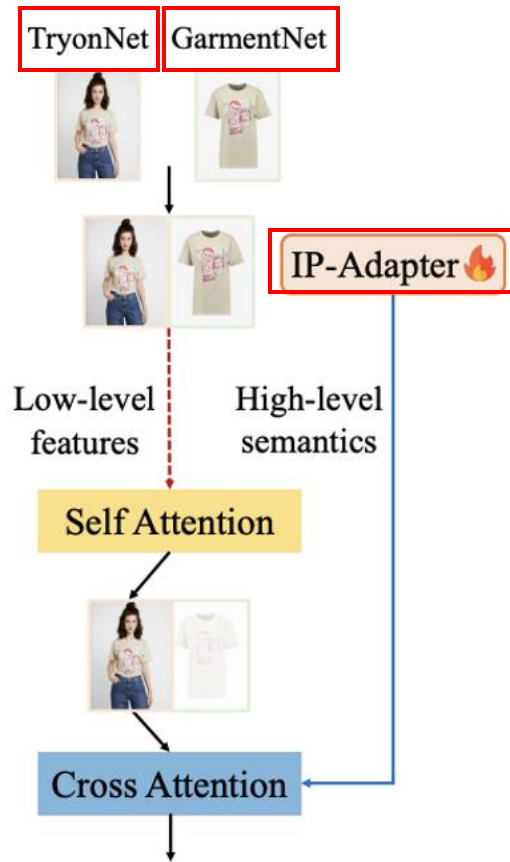 TryonNet GarmentNet
IP-Adapter
Low-level
features
High-level
semantics
Self Attention
Cross Attention